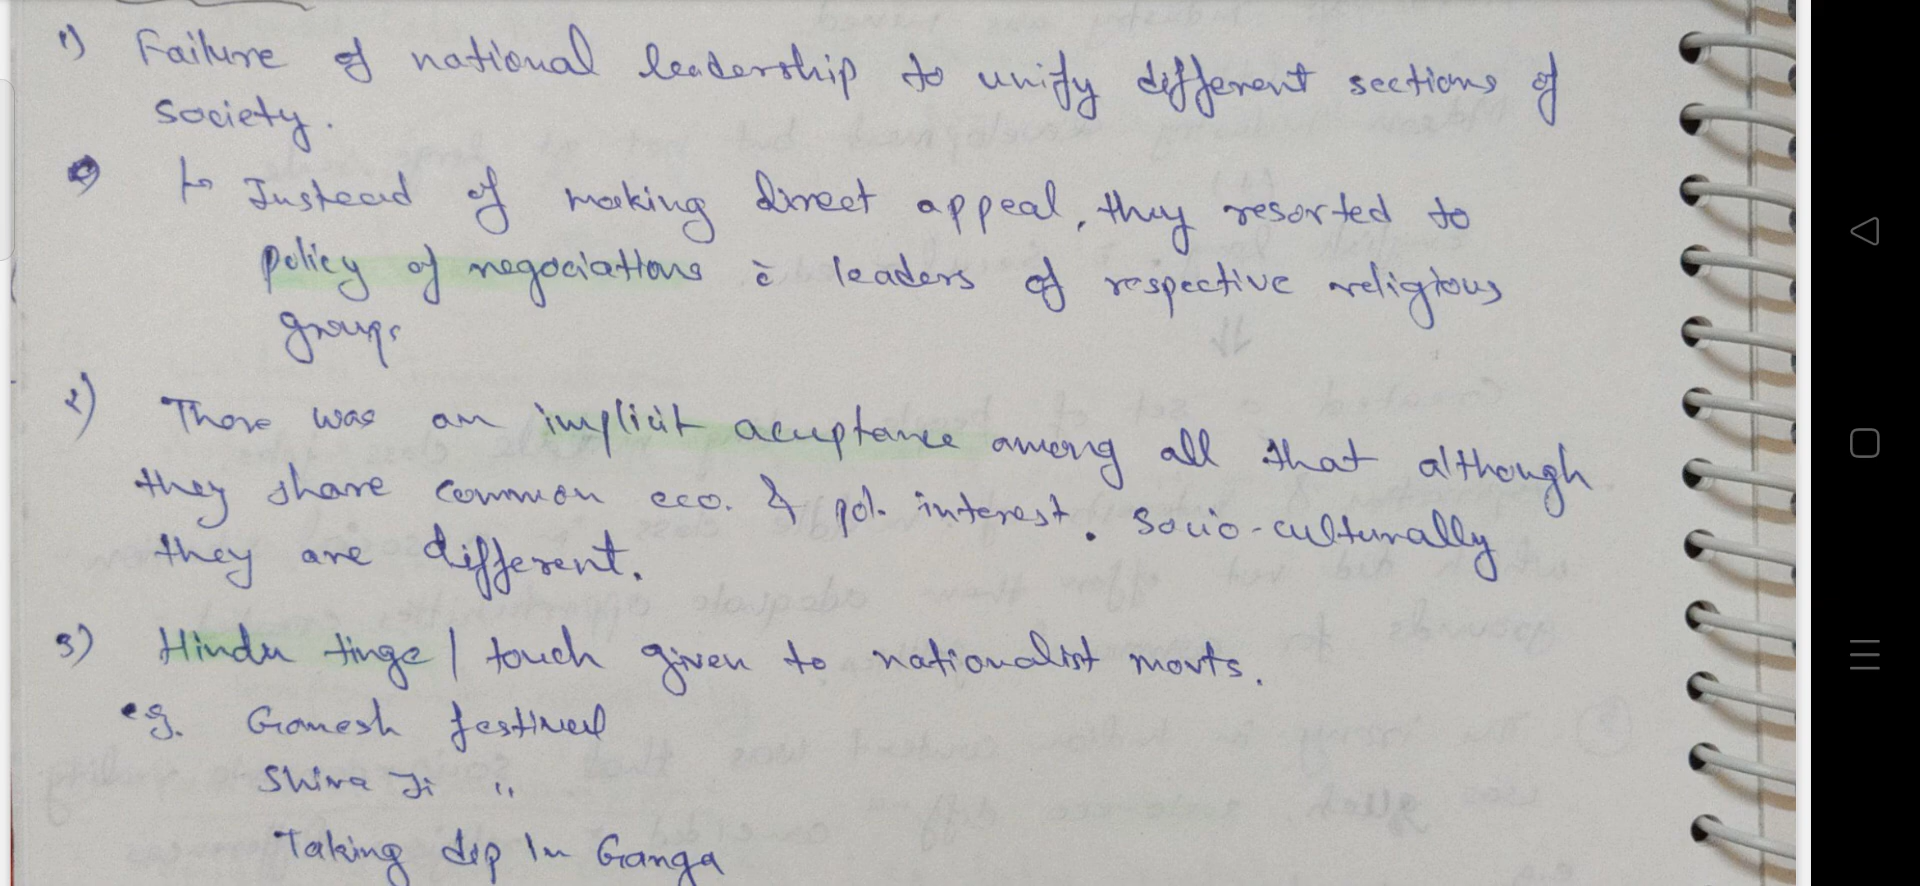 1) Failure of national leadership to unify different sections of
society.
↳ Instead of making direct appeal, they resorted to
policy of negociations c̄ leaders of respective religious
groups
2) There was an implicit acceptance among all that although
they share common eco. & pol. interest. socio-culturally
they are different.
3) Hindu tinge / touch given to nationalist movts.
eg. Ganesh festival
Shiva Ji "
Taking dip in Ganga